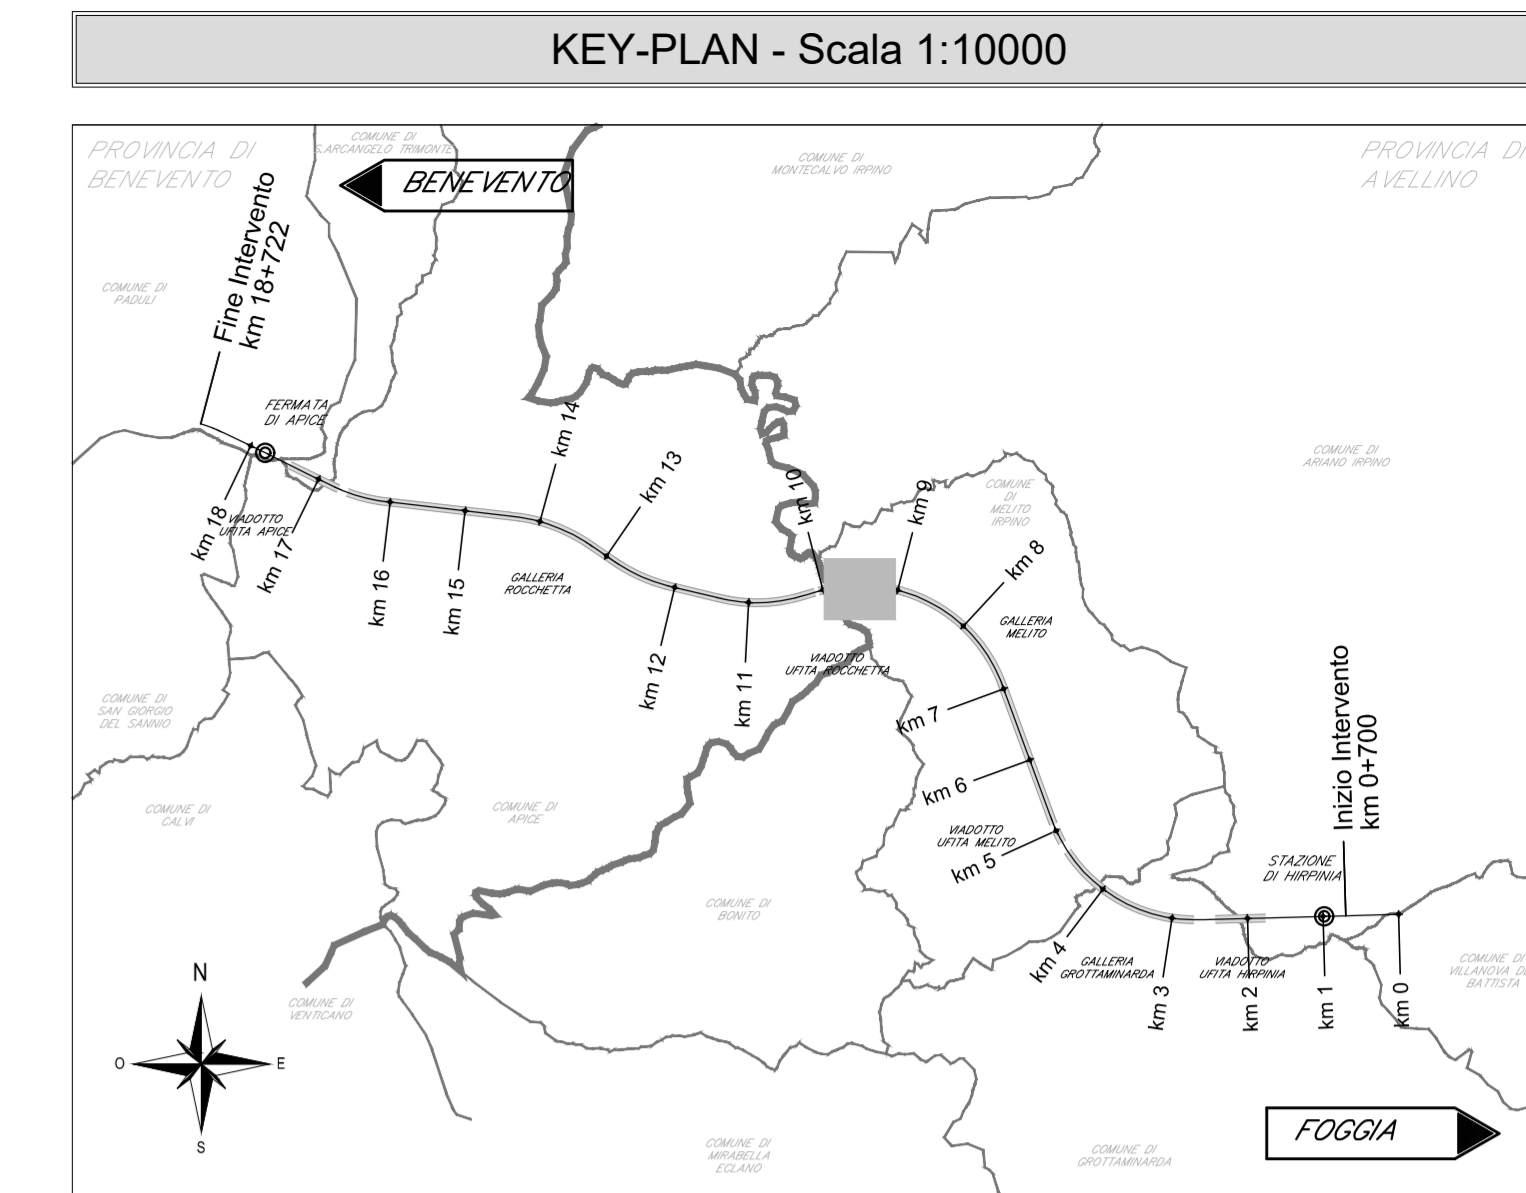 KEY-PLAN - Scala 1:10000
PROVINCIA DI
BENEVENTO
COMUNE DI
S.ARCANGELO TRIMONTE
BENEVENTO
COMUNE DI
MONTECALVO IRPINO
PROVINCIA DI
AVELLINO
Fine Intervento
km 18+722
COMUNE DI
PADULI
FERMATA
DI APICE
km 14
km 13
km 10
km 9
COMUNE DI
ARIANO IRPINO
COMUNE
DI
MELITO
IRPINO
km 18
VIADOTTO
UFITA APICE
km 17
km 16
km 15
GALLERIA
ROCCHETTA
km 8
GALLERIA
MELITO
km 12
km 11
VIADOTTO
UFITA ROCCHETTA
COMUNE DI
SAN GIORGIO
DEL SANNIO
km 7
km 6
Inizio Intervento
km 0+700
COMUNE DI
CALVI
COMUNE DI
APICE
VIADOTTO
UFITA MELITO
km 5
STAZIONE
DI HIRPINIA
COMUNE DI
BONITO
km 4
GALLERIA
GROTTAMINARDA
km 3
VIADOTTO
UFITA HIRPINIA
km 2
km 1
km 0
COMUNE DI
VILLANOVA DE
BATTISTA
COMUNE DI
VENTICANO
N
O
E
S
COMUNE DI
MIRABELLA
ECLANO
COMUNE DI
GROTTAMINARDA
FOGGIA